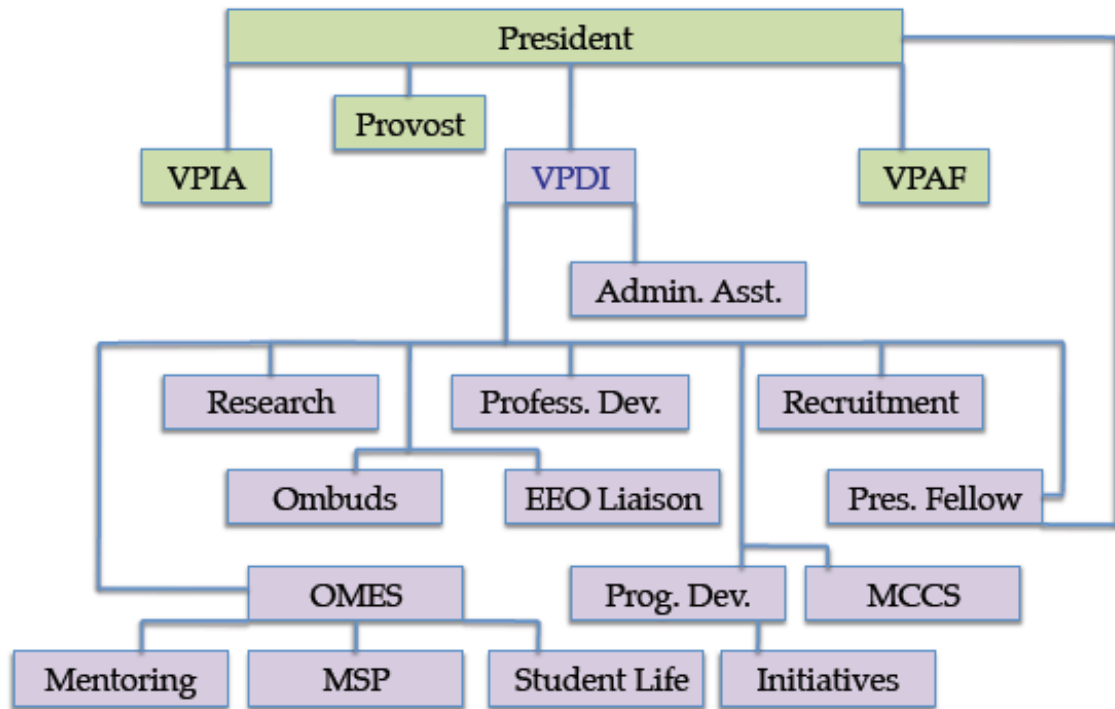 President
Provost
VPIA
VPDI
VPAF
Admin. Asst.
Research
Profess. Dev.
Recruitment
Ombuds
EEO Liaison
Pres. Fellow
OMES
Prog. Dev.
MCCS
Mentoring
MSP
Student Life
Initiatives